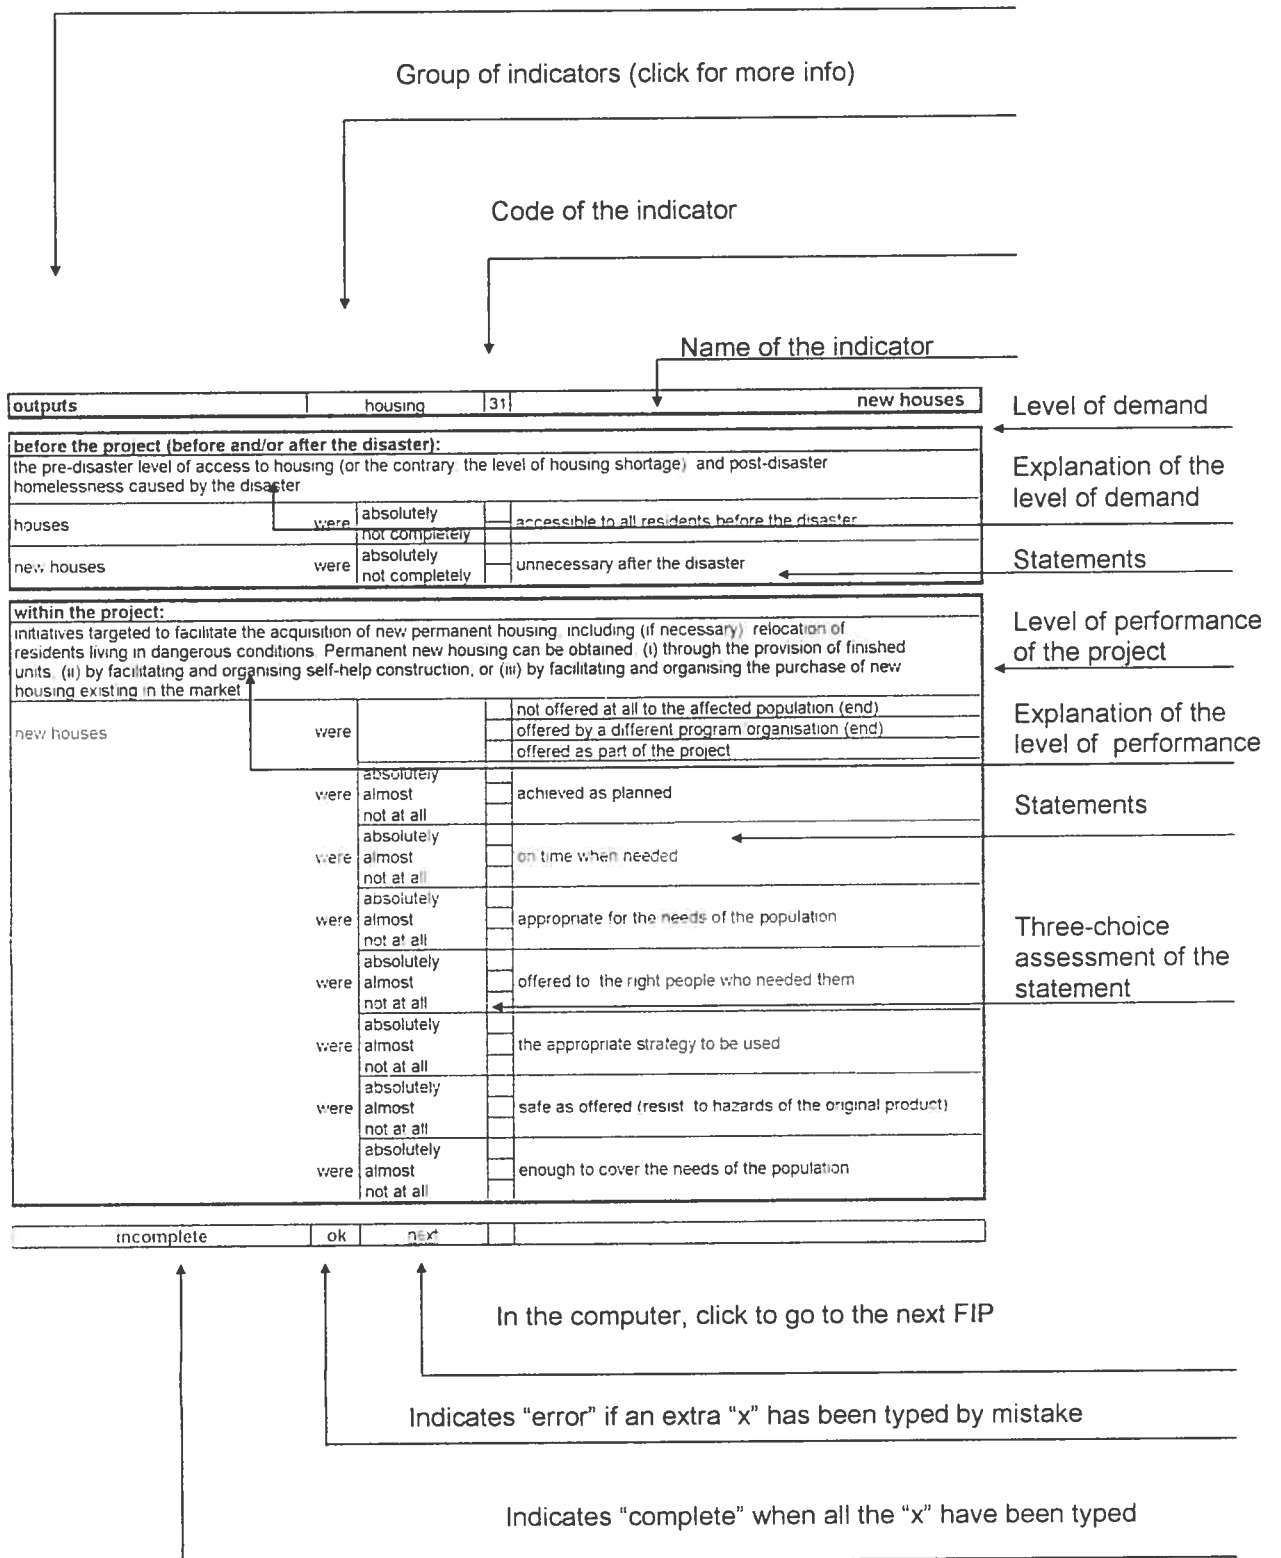 Group of indicators (click for more info)
Code of the indicator
Name of the indicator
outputs housing 31 new houses
Level of demand
before the project (before and/or after the disaster):
the pre-disaster level of access to housing (or the contrary the level of housing shortage) and post-disaster
homelessness caused by the disaster
Explanation of the
level of demand
houses were absolutely accessible to all residents before the disaster
not completely
Statements
new houses were absolutely unnecessary after the disaster
not completely
within the project:
initiatives targeted to facilitate the acquisition of new permanent housing, including (if necessary) relocation of
residents living in dangerous conditions. Permanent new housing can be obtained (i) through the provision of finished
units, (ii) by facilitating and organising self-help construction, or (iii) by facilitating and organising the purchase of new
housing existing in the market
Level of performance
of the project
Explanation of the
level of performance
new houses were not offered at all to the affected population (end)
offered by a different program organisation (end)
offered as part of the project
absolutely
were almost achieved as planned
not at all
Statements
absolutely
were almost on time when needed
not at all
absolutely
were almost appropriate for the needs of the population
not at all
Three-choice
assessment of the
statement
absolutely
were almost offered to the right people who needed them
not at all
absolutely
were almost the appropriate strategy to be used
not at all
absolutely
were almost safe as offered (resist to hazards of the original product)
not at all
absolutely
were almost enough to cover the needs of the population
not at all
incomplete ok next
In the computer, click to go to the next FIP
Indicates “error” if an extra “x” has been typed by mistake
Indicates “complete” when all the “x” have been typed